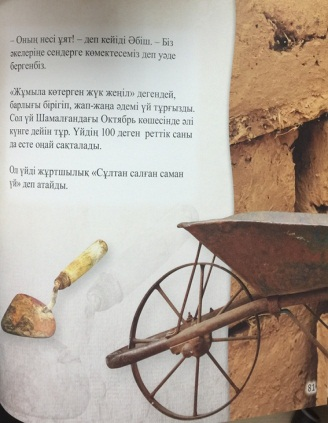 – Оның несі ұят! – деп кейіді Әбіш. – Біз
әкелеріңе сендерге көмектесеміз деп уәде
бергенбіз.
«Жұмыла көтерген жүк жеңіл» дегендей,
барлығы бірігіп, жап-жаңа әдемі үй тұрғызды.
Сол үй Шамалғандағы Октябрь көшесінде әлі
күнге дейін тұр. Үйдің 100 деген реттік саны
да есте оңай сақталады.
Ол үйді жұртшылық «Сұлтан салған саман
үй» деп атайды.
81